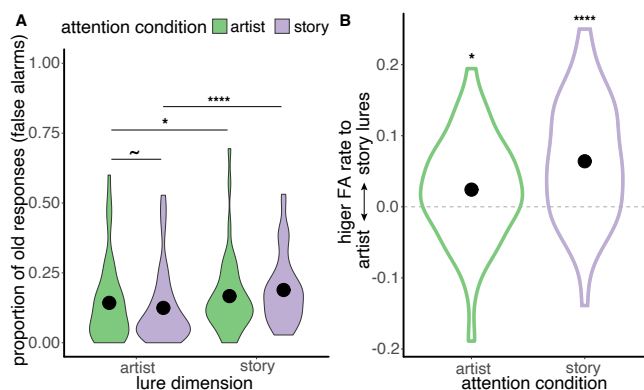 A
attention condition artist story
proportion of old responses (false alarms)
1.00
0.75
0.50
0.25
0.00
****
*
~
artist
story
lure dimension
B
higer FA rate to
artist ↔ story lures
0.2
0.1
0.0
-0.1
-0.2
*
****
artist
story
attention condition